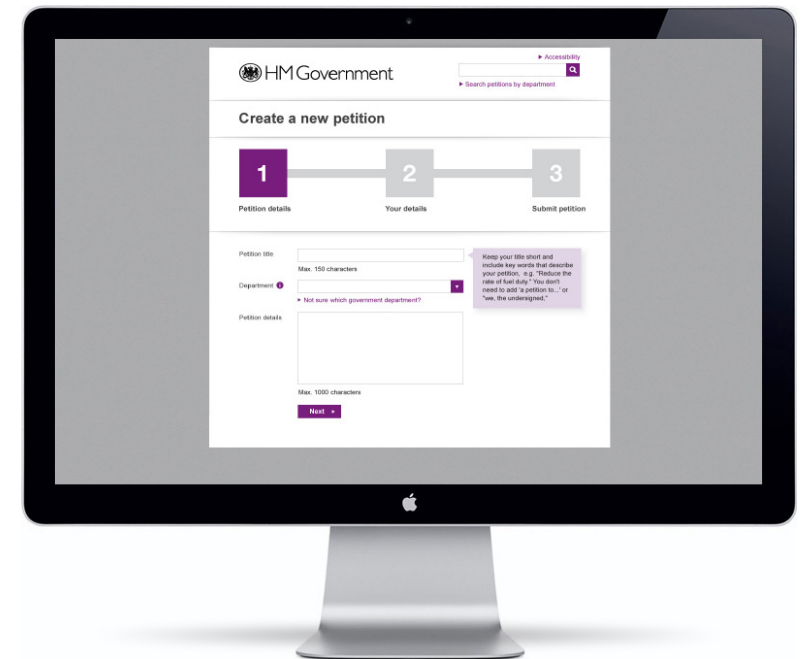 Accessibility
HM Government
Search petitions by department
Create a new petition
1
2
3
Petition details
Your details
Submit petition
Petition title
Max. 150 characters
Keep your title short and
include key words that describe
your petition, e.g. "Reduce the
rate of fuel duty." You don't
need to add 'a petition to...' or
"we, the undersigned,"
Department i
Not sure which government department?
Petition details
Max. 1000 characters
Next